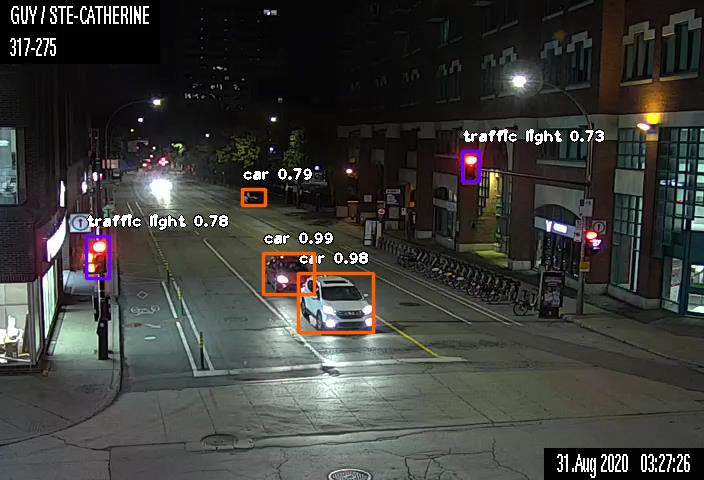 GUY / STE-CATHERINE
317-275
traffic light 0.73
car 0.79
traffic light 0.78
car 0.99
car 0.98
31.Aug 2020 03:27:26